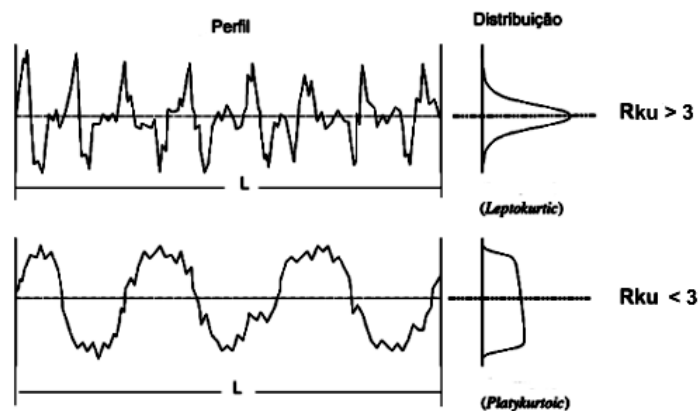 Perfil
Distribuição
Rku > 3
L
(Leptokurtic)
Rku < 3
L
(Platykurtoic)